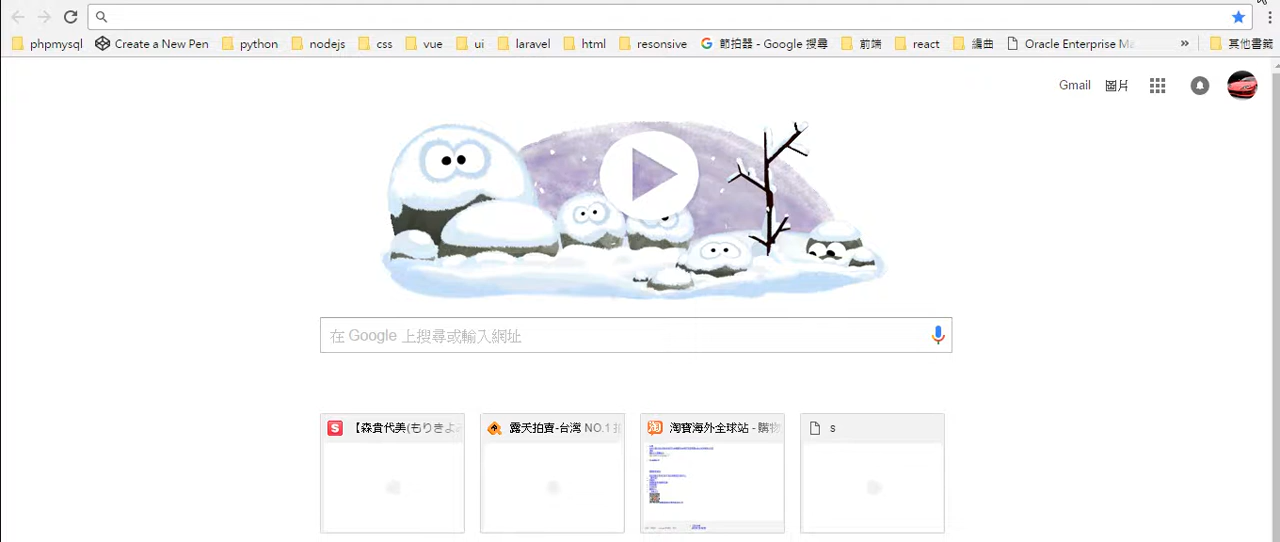 phpmysql Create a New Pen python nodejs css vue ui laravel html resonsive 節拍器 - Google 搜尋 前端 react 編曲 Oracle Enterprise Ma » 其他書籤
Gmail 圖片
在 Google 上搜尋或輸入網址
【森貴代美(もりきよみ 露天拍賣-台灣 NO.1 拍 淘寶海外全球站 - 購物 s